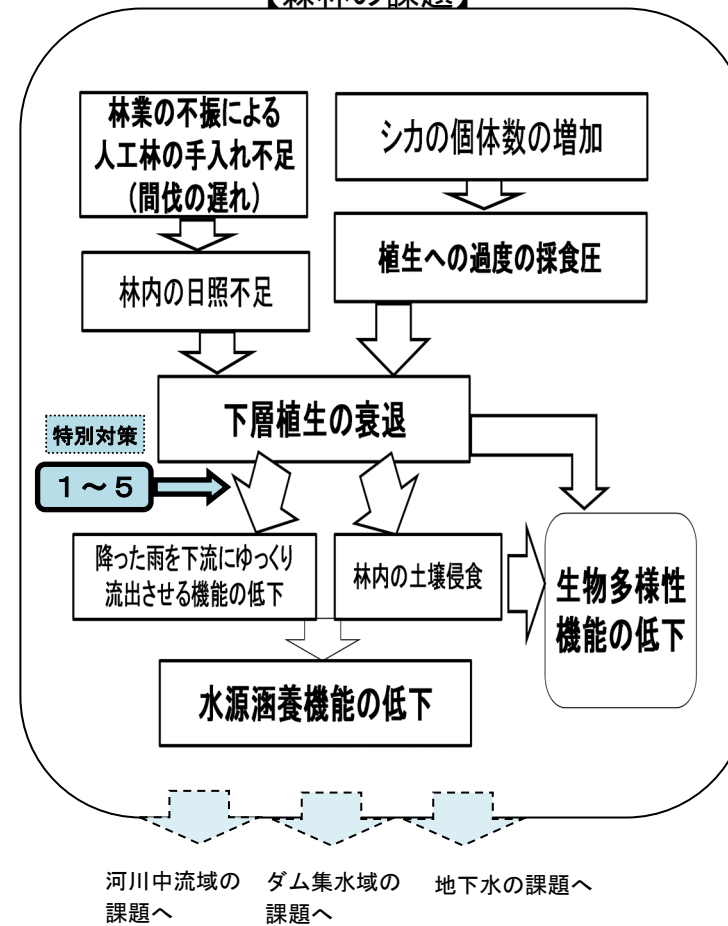 【森林の課題】
林業の不振による
人工林の手入れ不足
（間伐の遅れ）
シカの個体数の増加
林内の日照不足
植生への過度の採食圧
下層植生の衰退
特別対策
１～５
降った雨を下流にゆっくり
流出させる機能の低下
林内の土壌侵食
生物多様性
機能の低下
水源涵養機能の低下
河川中流域の
課題へ
ダム集水域の
課題へ
地下水の課題へ